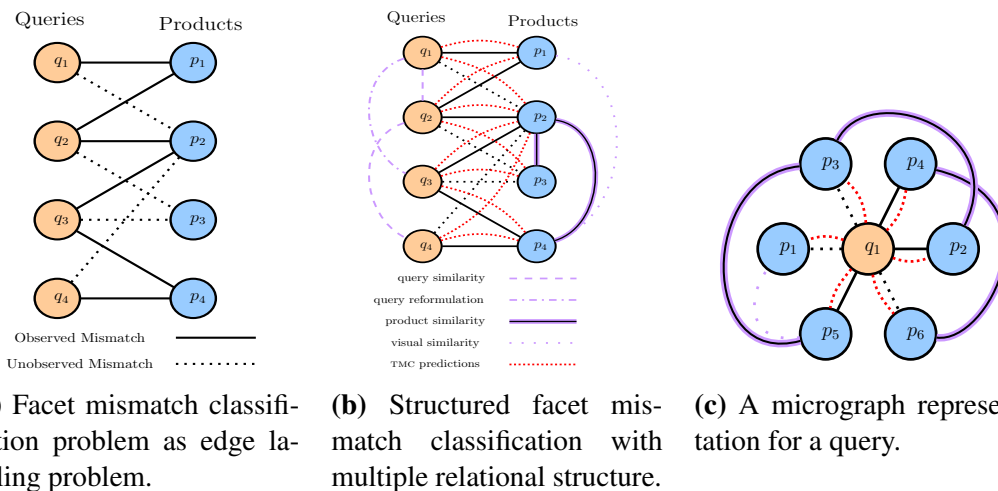 Queries
Products
q1
p1
q2
p2
q3
p3
q4
p4
Observed Mismatch
Unobserved Mismatch
Facet mismatch classifi-
problem as edge la-
problem.
Queries
Products
q1
p1
q2
p2
q3
p3
q4
p4
query similarity
query reformulation
product similarity
visual similarity
TMC predictions
(b) Structured facet mis-
match classification with
multiple relational structure.
p3
p4
p1
q1
p2
p5
p6
(c) A micrograph represe
tation for a query.